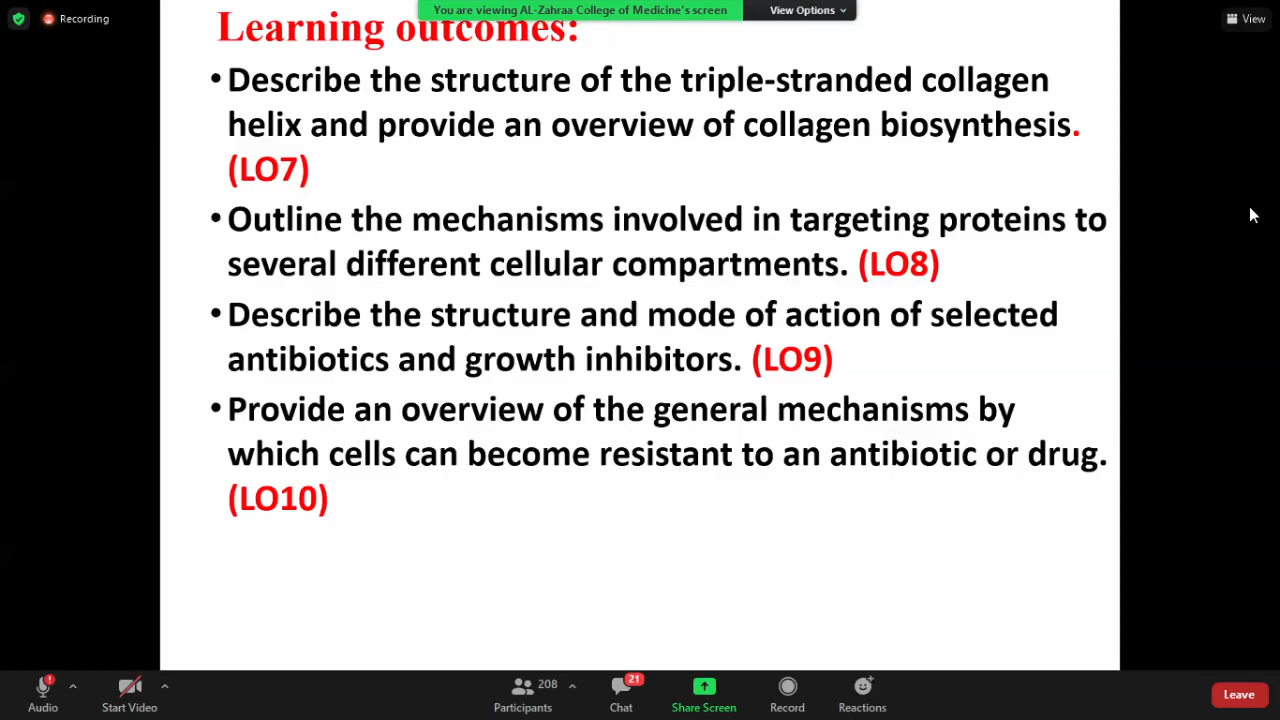 Recording
You are viewing AL-Zahraa College of Medicine's screen
View Options
View
Learning outcomes:
• Describe the structure of the triple-stranded collagen
helix and provide an overview of collagen biosynthesis.
(LO7)
• Outline the mechanisms involved in targeting proteins to
several different cellular compartments. (LO8)
• Describe the structure and mode of action of selected
antibiotics and growth inhibitors. (LO9)
• Provide an overview of the general mechanisms by
which cells can become resistant to an antibiotic or drug.
(LO10)
Audio
Start Video
208
Participants
21
Chat
Share Screen
Record
Reactions
Leave